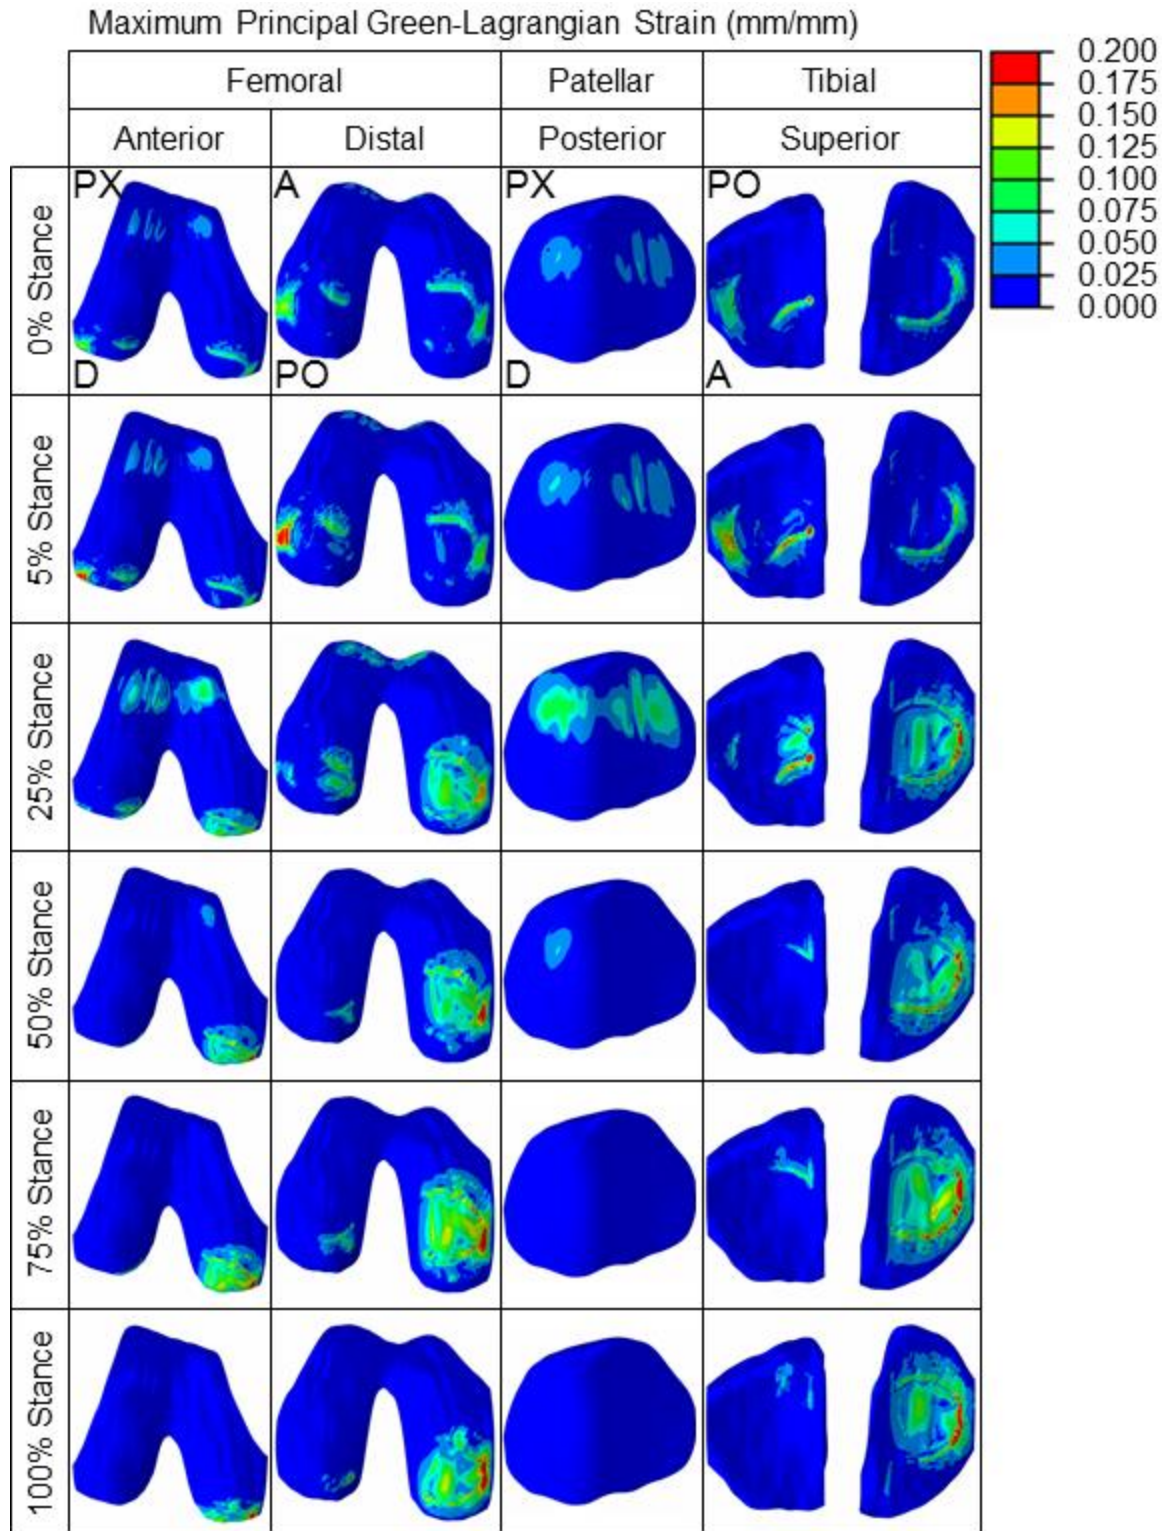 Maximum Principal Green-Lagrangian Strain (mm/mm)
Femoral Patellar Tibial
Anterior Distal Posterior Superior
0.200
0.175
0.150
0.125
0.100
0.075
0.050
0.025
0.000
0% Stance
PX A PX PO
D PO D A
5% Stance
25% Stance
50% Stance
75% Stance
100% Stance